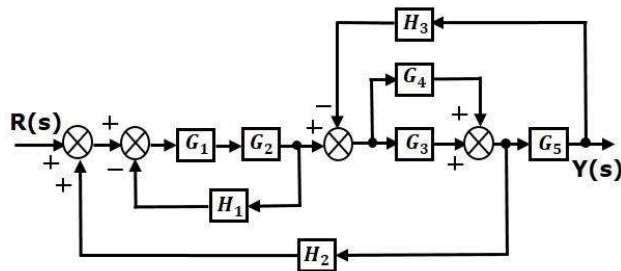 H₃
− G₄
R(s) + + + +
G₁ G₂ G₃ G₅
+ − + Y(s)
+ H₁
H₂